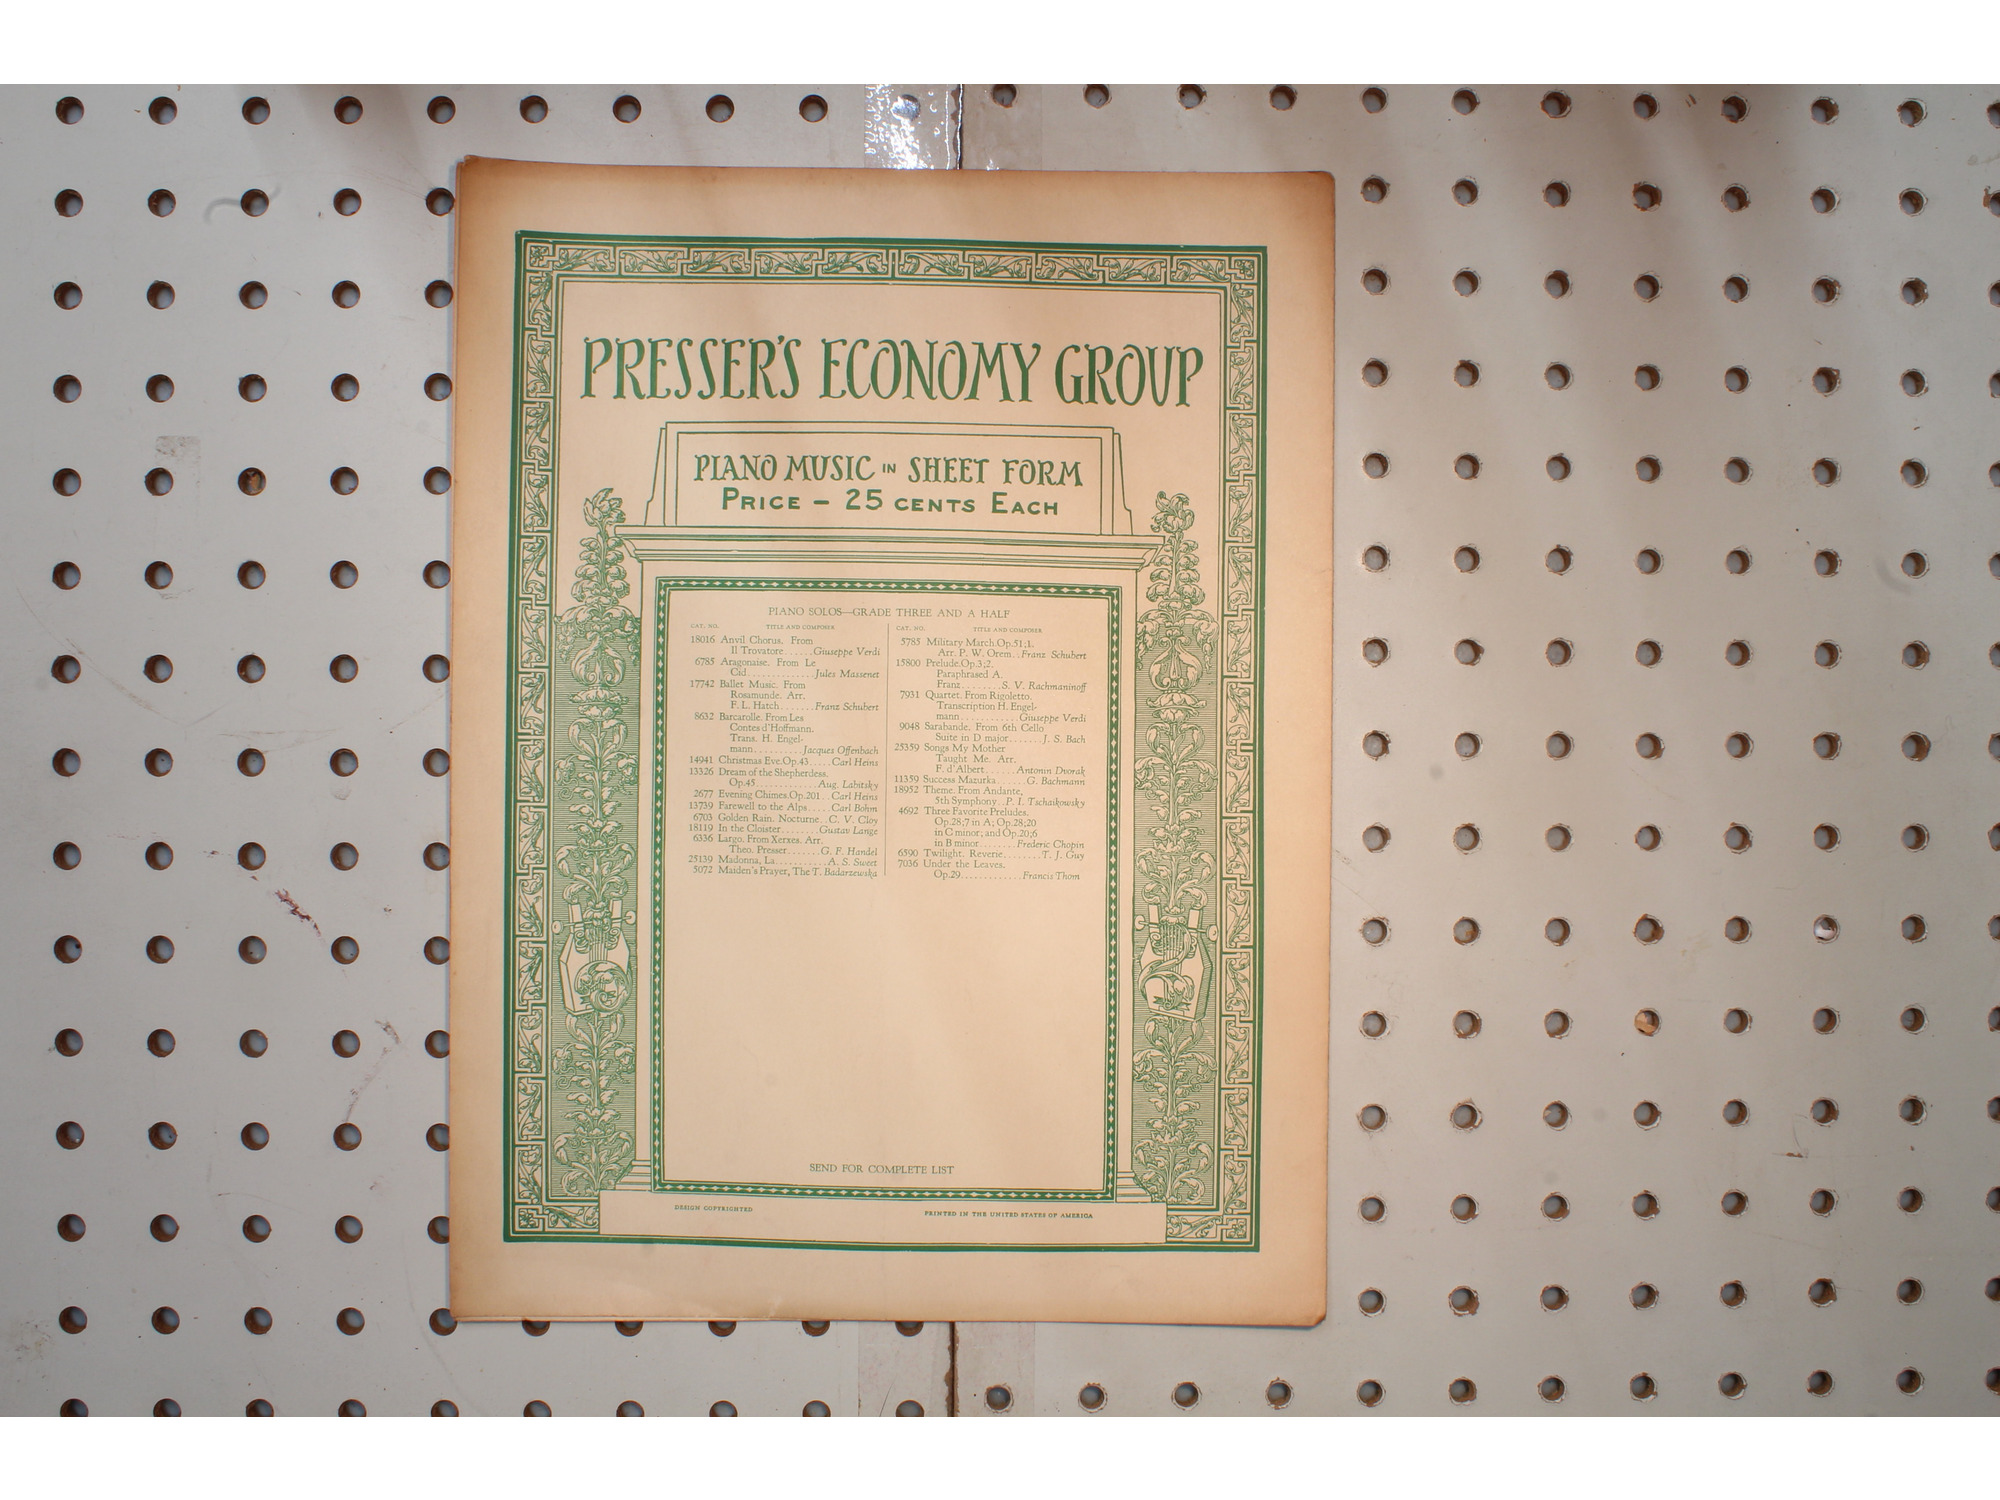 PRESSER'S ECONOMY GROUP
PIANO MUSIC IN SHEET FORM
PRICE – 25 CENTS EACH
PIANO SOLOS—GRADE THREE AND A HALF
CAT. NO. TITLE AND COMPOSER
18016 Anvil Chorus. From
Il Trovatore......Giuseppe Verdi
6785 Aragonaise. From Le
Cid..............Jules Massenet
17742 Ballet Music. From
Rosamunde. Arr.
F. L. Hatch.......Franz Schubert
8632 Barcarolle. From Les
Contes d'Hoffmann.
Trans. H. Engel-
mann..........Jacques Offenbach
14941 Christmas Eve.Op.43.....Carl Heins
13326 Dream of the Shepherdess.
Op.45.............Aug. Labitsky
2677 Evening Chimes.Op.201..Carl Heins
13739 Farewell to the Alps.....Carl Bohm
6703 Golden Rain. Nocturne..C. V. Cloy
18119 In the Cloister........Gustav Lange
6336 Largo. From Xerxes. Arr.
Theo. Presser.......G. F. Handel
25139 Madonna, La...........A. S. Sweet
5072 Maiden's Prayer, The T. Badarzewska
CAT. NO. TITLE AND COMPOSER
5785 Military March.Op.51;1.
Arr. P. W. Orem..Franz Schubert
15800 Prelude.Op.3;2.
Paraphrased A.
Franz........S. V. Rachmaninoff
7931 Quartet. From Rigoletto.
Transcription H. Engel-
mann............Giuseppe Verdi
9048 Sarabande. From 6th Cello
Suite in D major.......J. S. Bach
25359 Songs My Mother
Taught Me. Arr.
F. d'Albert......Antonin Dvorak
11359 Success Mazurka......G. Bachmann
18952 Theme. From Andante,
5th Symphony..P. I. Tschaikowsky
4692 Three Favorite Preludes.
Op.28;7 in A; Op.28;20
in C minor; and Op.20;6
in B minor........Frederic Chopin
6590 Twilight. Reverie........T. J. Guy
7036 Under the Leaves.
Op.29.............Francis Thom
SEND FOR COMPLETE LIST
DESIGN COPYRIGHTED
PRINTED IN THE UNITED STATES OF AMERICA